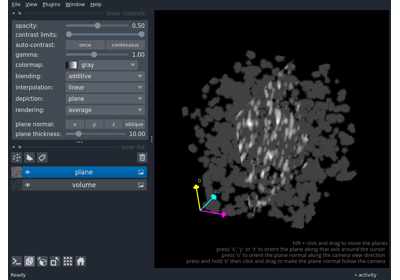 File View Plugins Window Help
layer controls
opacity: 0.50
contrast limits:
auto-contrast: once continuous
gamma: 1.00
colormap: gray
blending: additive
interpolation: linear
depiction: plane
rendering: average
plane normal: x y z oblique
plane thickness: 10.00
layer list
plane
volume
0
hift + click and drag to move the planes
press 'x', 'y' or 'z' to orient the plane along that axis around the cursor
press 'o' to orient the plane normal along the camera view direction
press and hold 'o' then click and drag to make the plane normal follow the camera
Ready
activity